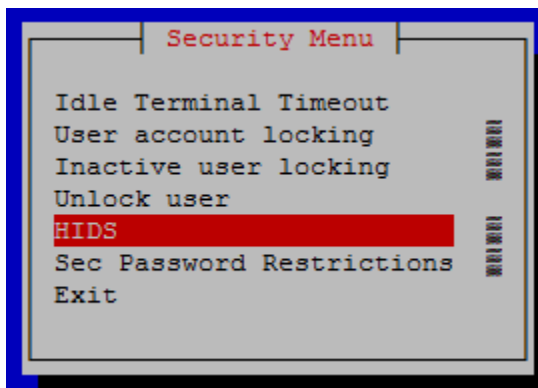 Security Menu
Idle Terminal Timeout
User account locking
Inactive user locking
Unlock user
HIDS
Sec Password Restrictions
Exit